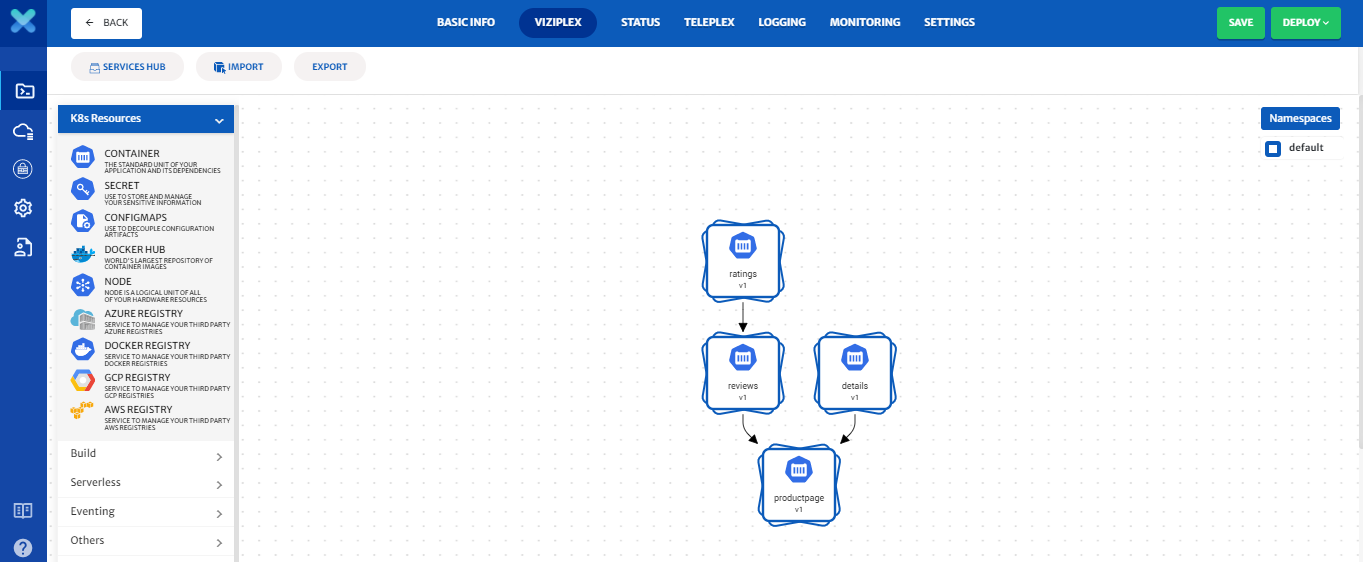 BACK
BASIC INFO
VIZIPLEX
STATUS
TELEPLEX
LOGGING
MONITORING
SETTINGS
SAVE
DEPLOY
SERVICES HUB
IMPORT
EXPORT
K8s Resources
CONTAINER
THE STANDARD UNIT OF YOUR
APPLICATION AND ITS DEPENDENCIES
SECRET
USE TO STORE AND MANAGE
YOUR SENSITIVE INFORMATION
CONFIGMAPS
USE TO DECOUPLE CONFIGURATION
ARTIFACTS
DOCKER HUB
WORLD'S LARGEST REPOSITORY OF
CONTAINER IMAGES
NODE
NODE IS A LOGICAL UNIT OF ALL
OF YOUR HARDWARE RESOURCES
AZURE REGISTRY
SERVICE TO MANAGE YOUR THIRD PARTY
AZURE REGISTRIES
DOCKER REGISTRY
SERVICE TO MANAGE YOUR THIRD PARTY
DOCKER REGISTRIES
GCP REGISTRY
SERVICE TO MANAGE YOUR THIRD PARTY
GCP REGISTRIES
AWS REGISTRY
SERVICE TO MANAGE YOUR THIRD PARTY
AWS REGISTRIES
Build
Serverless
Eventing
Others
Namespaces
default
ratings
v1
reviews
v1
details
v1
productpage
v1